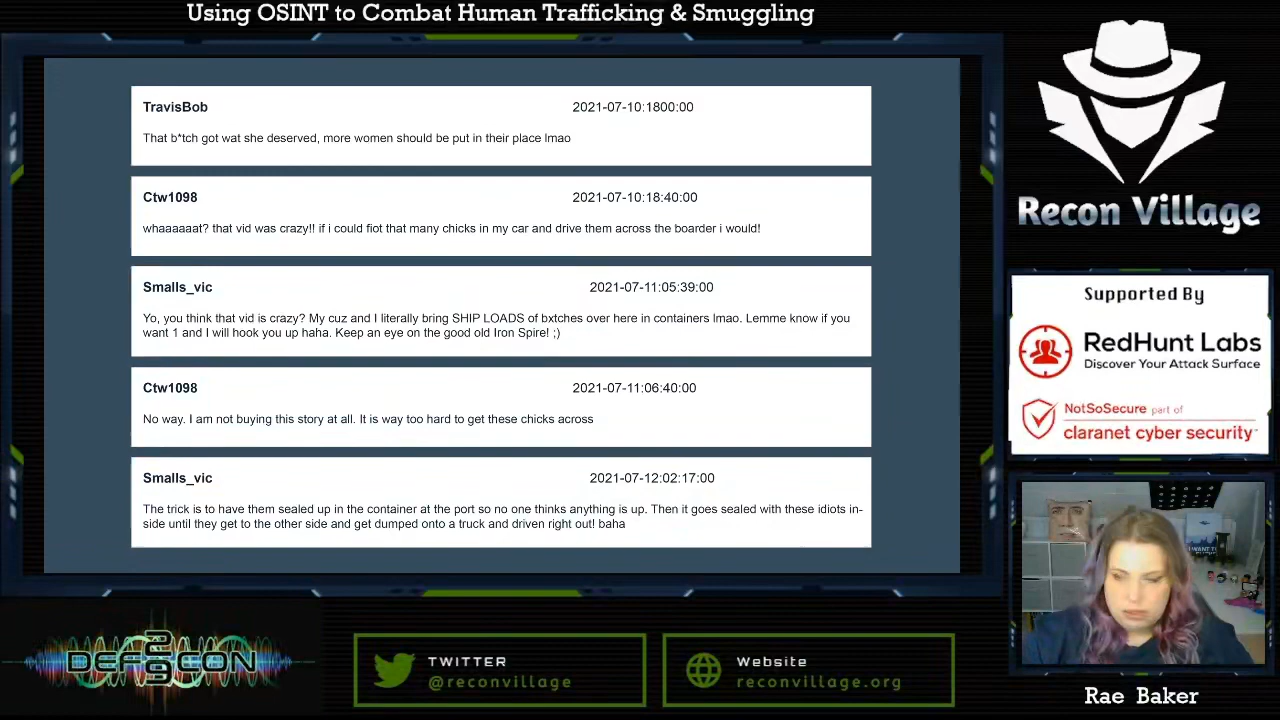 Using OSINT to Combat Human Trafficking & Smuggling
TravisBob 2021-07-10:1800:00
That b*tch got wat she deserved, more women should be put in their place lmao
Ctw1098 2021-07-10:18:40:00
whaaaaaat? that vid was crazy!! if i could fiot that many chicks in my car and drive them across the boarder i would!
Smalls_vic 2021-07-11:05:39:00
Yo, you think that vid is crazy? My cuz and I literally bring SHIP LOADS of bxtches over here in containers lmao. Lemme know if you
want 1 and I will hook you up haha. Keep an eye on the good old Iron Spire! ;)
Ctw1098 2021-07-11:06:40:00
No way. I am not buying this story at all. It is way too hard to get these chicks across
Smalls_vic 2021-07-12:02:17:00
The trick is to have them sealed up in the container at the port so no one thinks anything is up. Then it goes sealed with these idiots in-
side until they get to the other side and get dumped onto a truck and driven right out! baha
Recon Village
Supported By
RedHunt Labs
Discover Your Attack Surface
NotSoSecure part of
claranet cyber security
I WANT T
DEFCON
29
TWITTER
@reconvillage
Website
reconvillage.org
Rae Baker